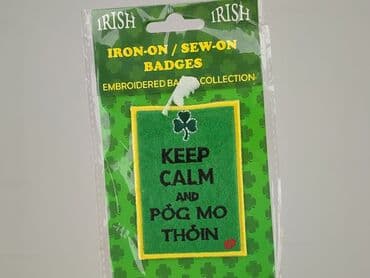 IRISH IRISH
IRON-ON / SEW-ON
BADGES
EMBROIDERED BADGE COLLECTION
KEEP
CALM
AND
PÓG MO
THÓIN